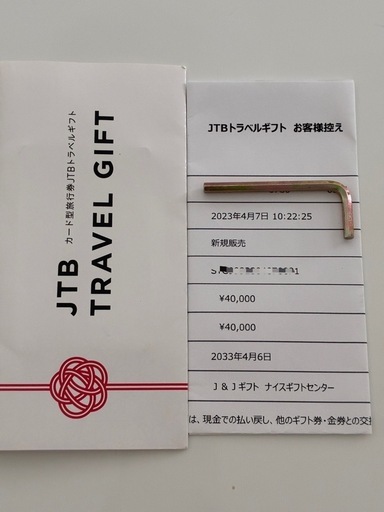 カード型旅行券JTBトラベルギフト
JTB
TRAVEL GIFT
JTBトラベルギフト お客様控え
2023年4月7日 10:22:25
新規販売
¥40,000
¥40,000
2033年4月6日
J & Jギフト ナイスギフトセンター
は、現金での払い戻し、他のギフト券・金券との交